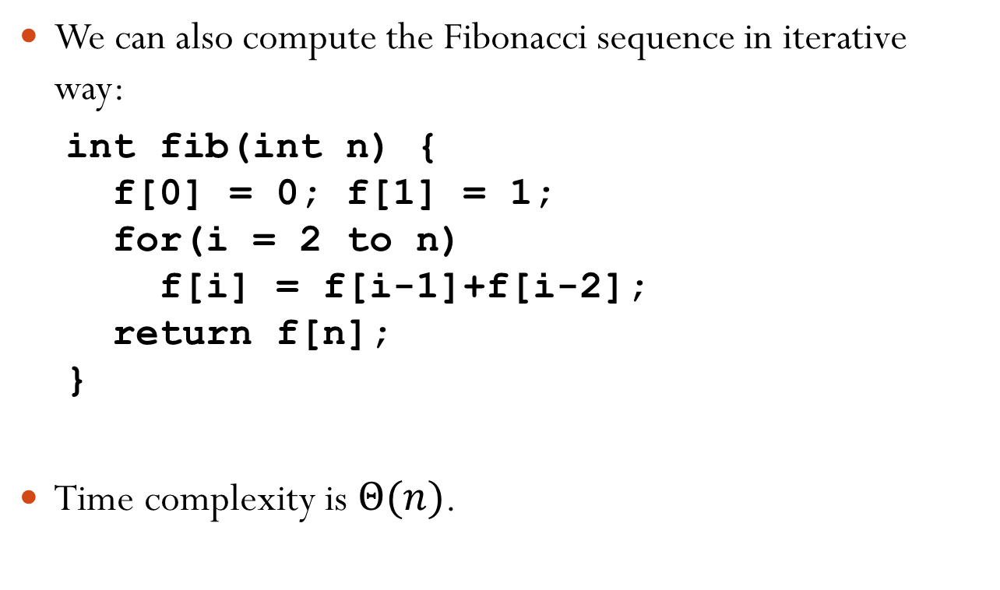 • We can also compute the Fibonacci sequence in iterative
way:
int fib(int n) {
  f[0] = 0; f[1] = 1;
  for(i = 2 to n)
    f[i] = f[i-1]+f[i-2];
  return f[n];
}
• Time complexity is Θ(n).